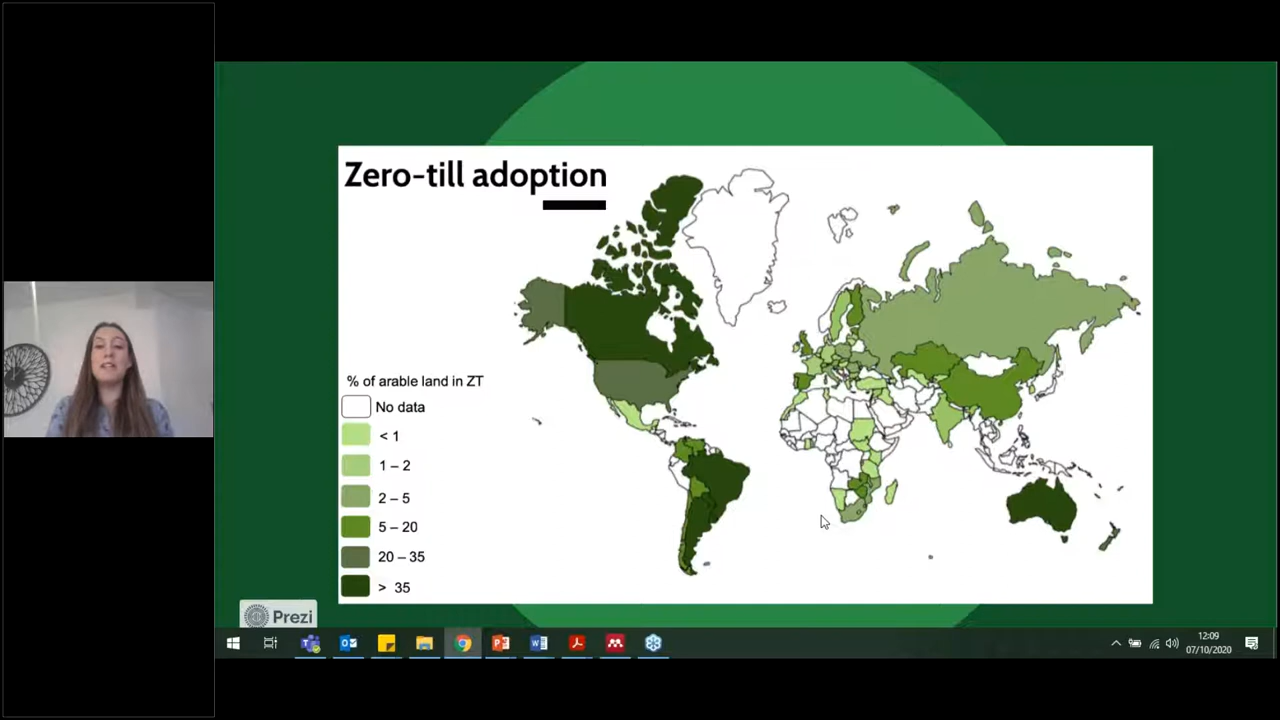 Zero-till adoption
% of arable land in ZT
No data
< 1
1 – 2
2 – 5
5 – 20
20 – 35
> 35
Prezi
12:09
07/10/2020